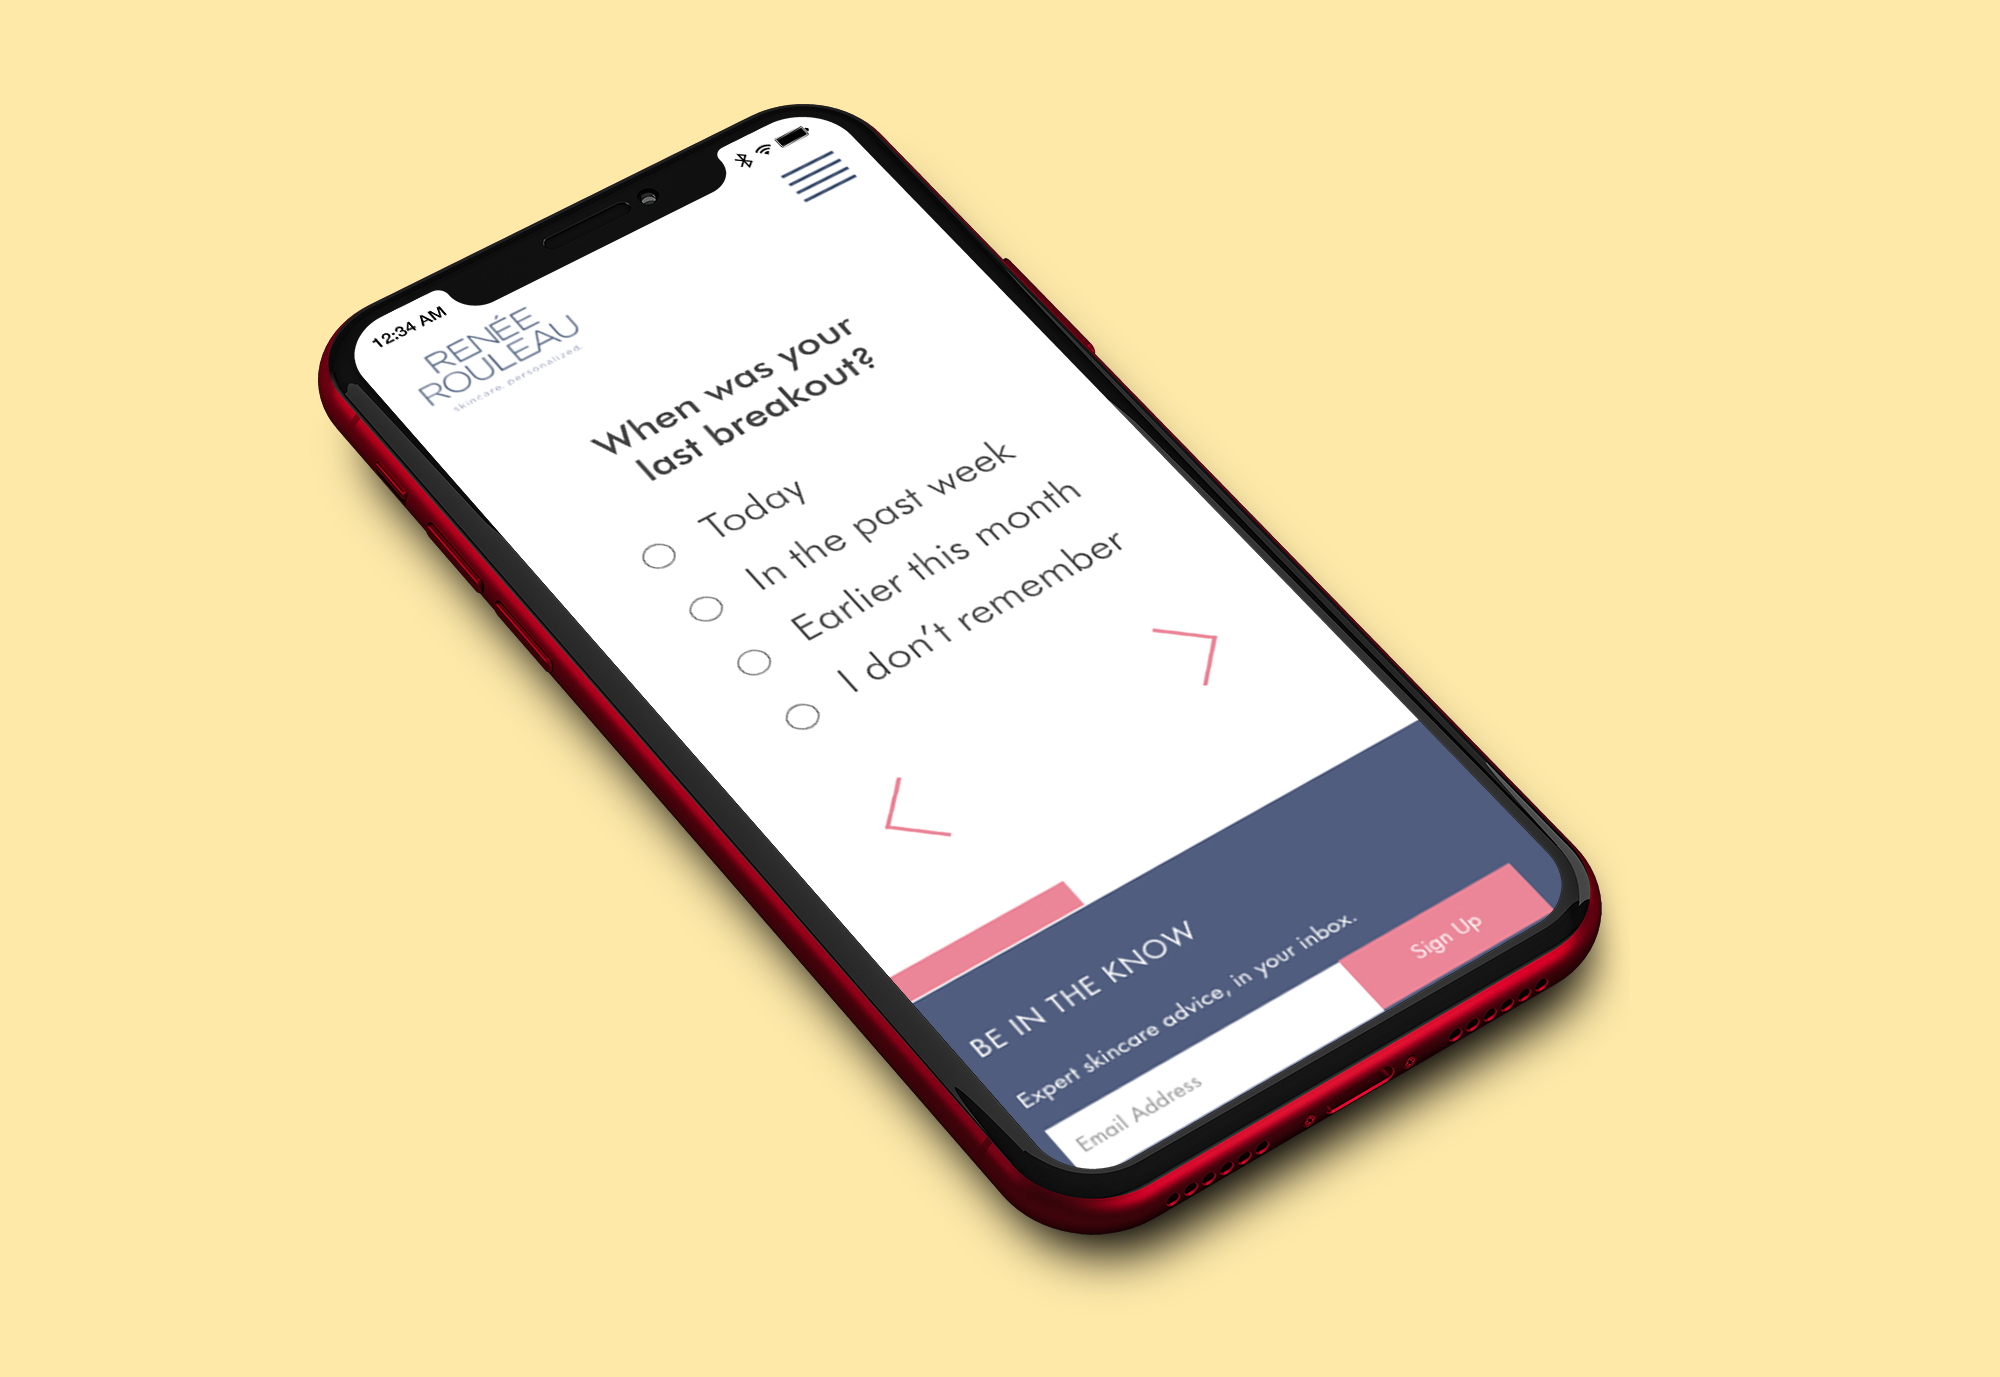 12:34 AM
RENÉE
ROULEAU
skincare. personalized.
When was your
last breakout?
Today
In the past week
Earlier this month
I don't remember
BE IN THE KNOW
Expert skincare advice, in your inbox.
Email Address
Sign Up